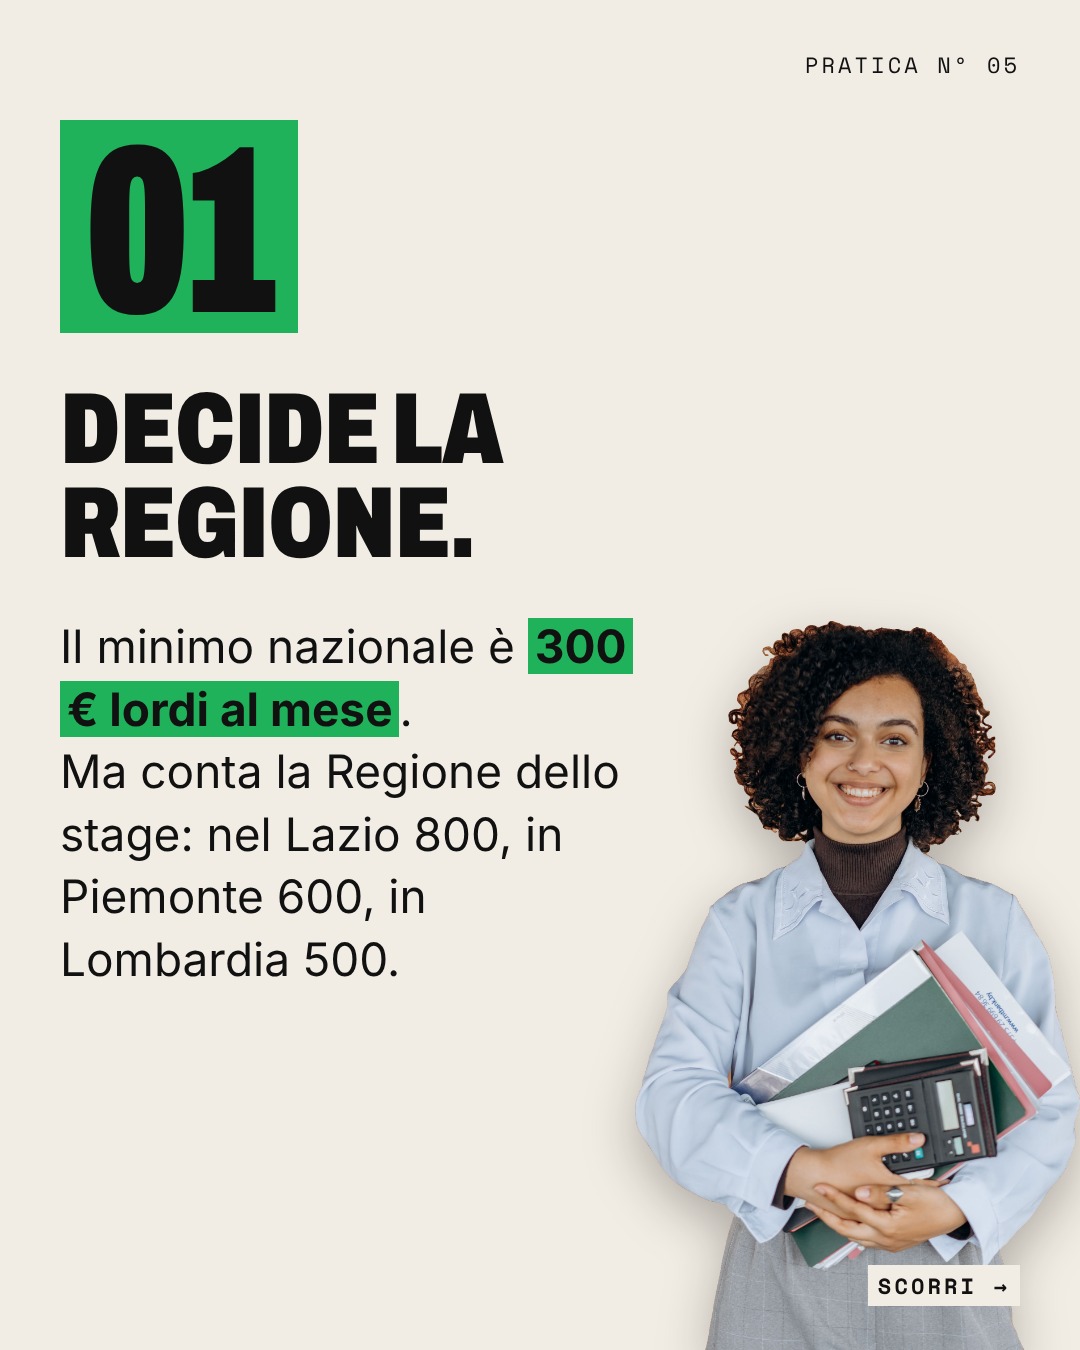 PRATICA Nº 05
01
DECIDE LA
REGIONE.
Il minimo nazionale è 300
€ lordi al mese.
Ma conta la Regione dello
stage: nel Lazio 800, in
Piemonte 600, in
Lombardia 500.
SCORRI →